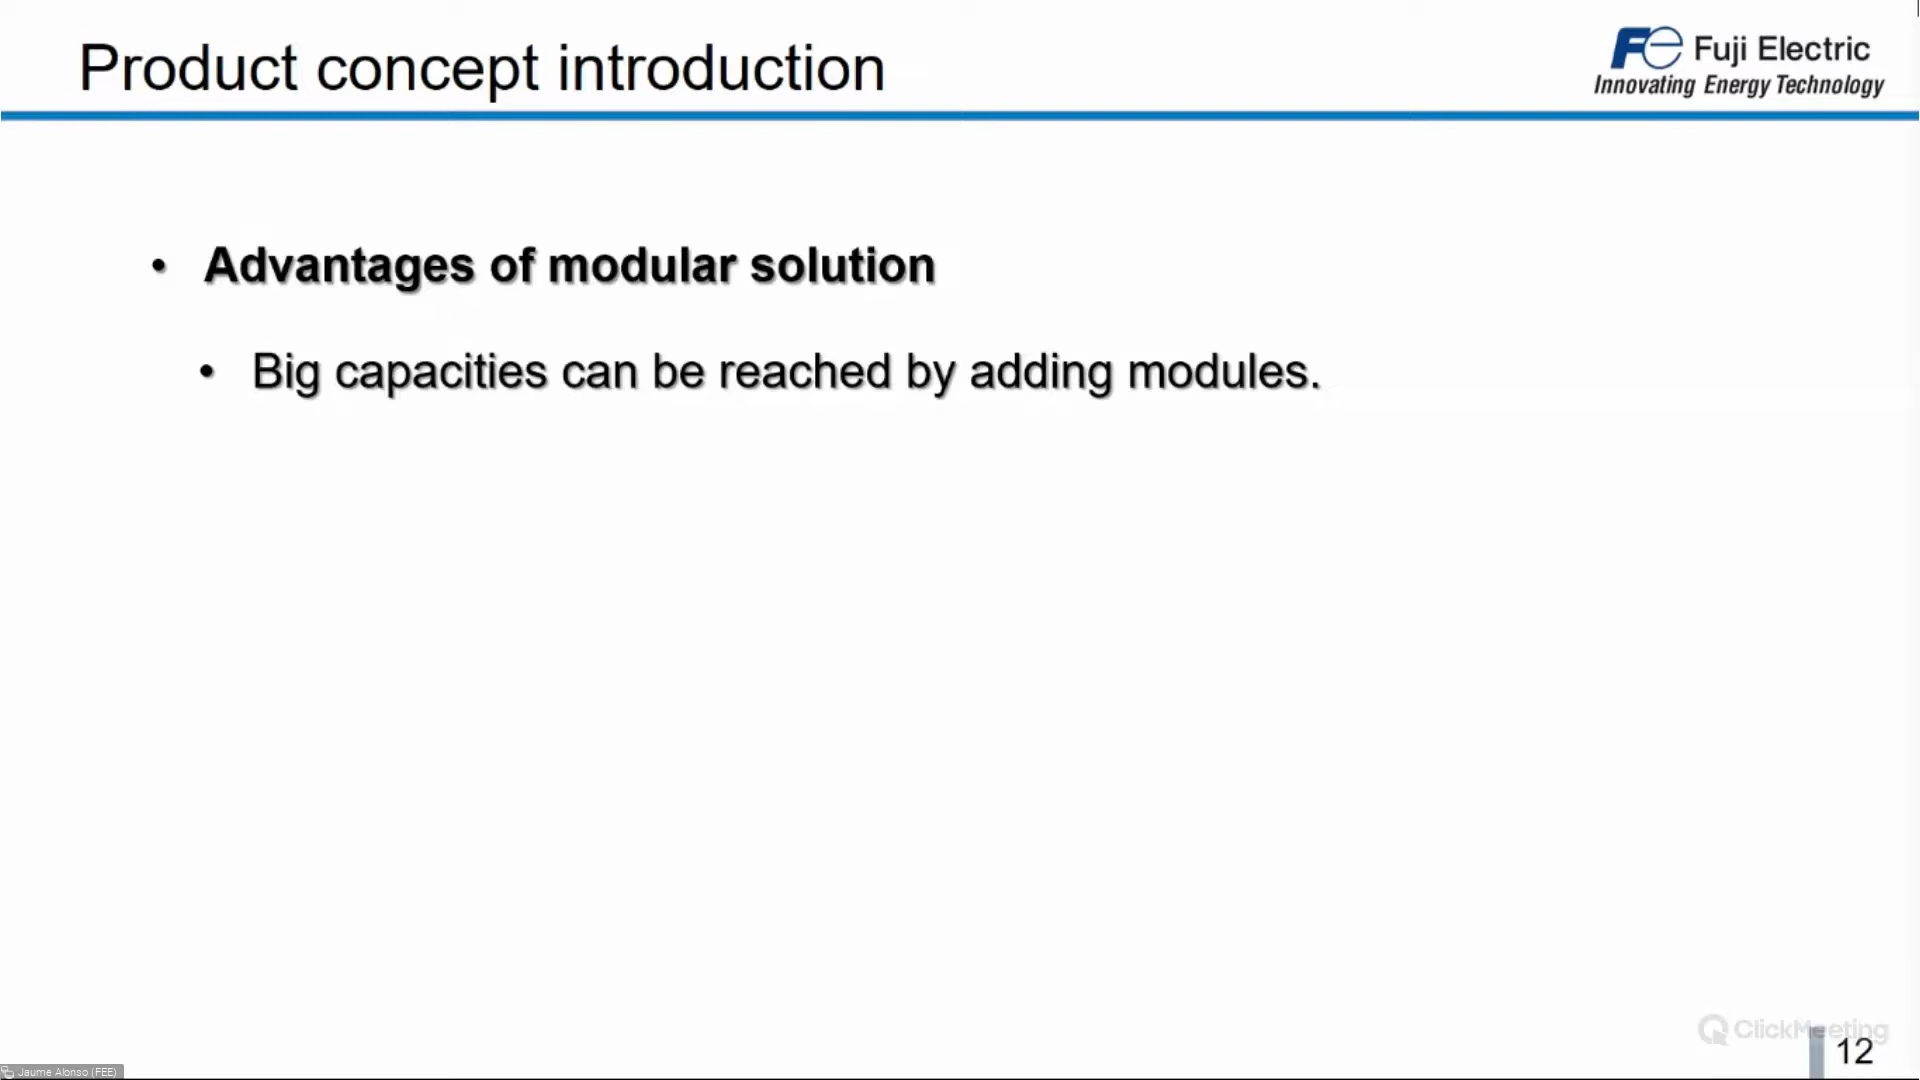 Product concept introduction
Fe Fuji Electric
Innovating Energy Technology
• Advantages of modular solution
• Big capacities can be reached by adding modules.
ClickMeeting
12
Jaume Alonso (FEE)